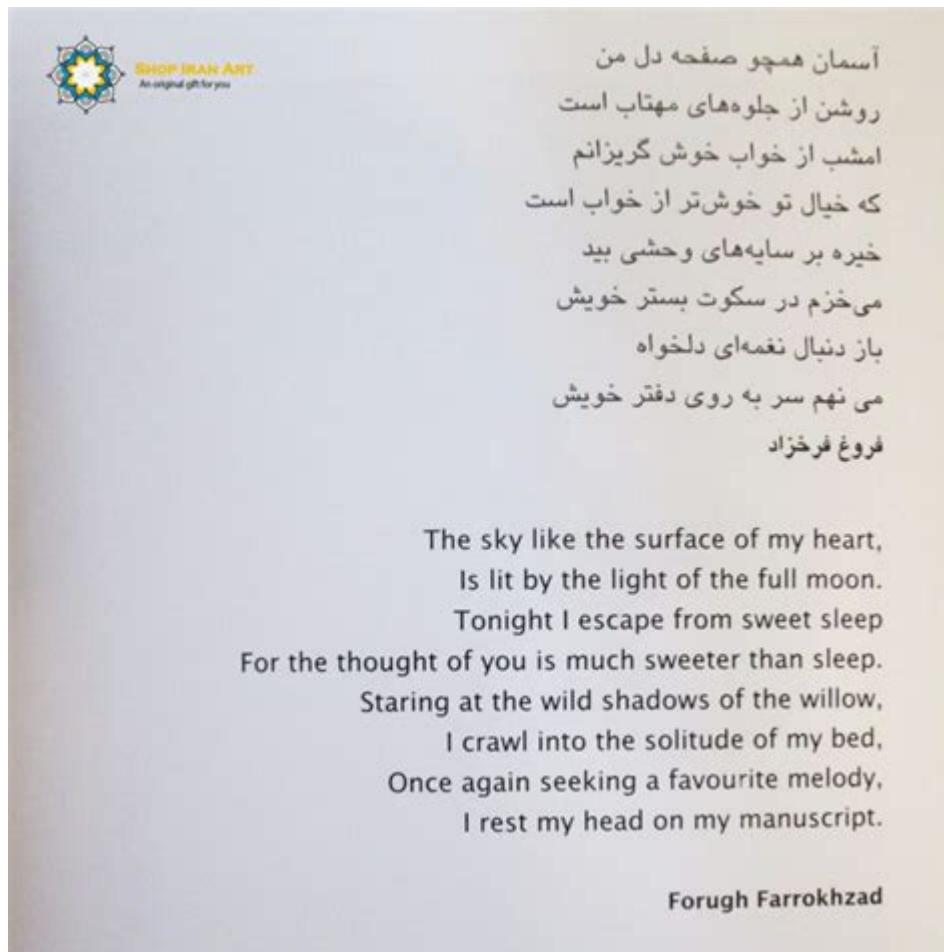 SHOP IRAN ART
An original gift for you
آسمان همچو صفحه دل من
روشن از جلوه‌های مهتاب است
امشب از خواب خوش گریزانم
که خیال تو خوش‌تر از خواب است
خیره بر سایه‌های وحشی بید
می‌خزم در سکوت بستر خویش
باز دنبال نغمه‌ای دلخواه
می نهم سر به روی دفتر خویش
فروغ فرخزاد
The sky like the surface of my heart,
Is lit by the light of the full moon.
Tonight I escape from sweet sleep
For the thought of you is much sweeter than sleep.
Staring at the wild shadows of the willow,
I crawl into the solitude of my bed,
Once again seeking a favourite melody,
I rest my head on my manuscript.
Forugh Farrokhzad